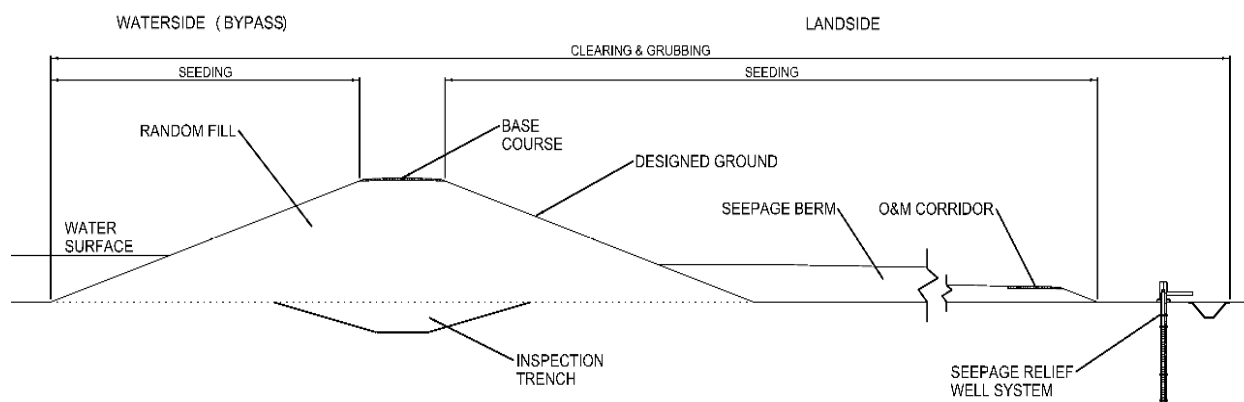 WATERSIDE (BYPASS)
LANDSIDE
CLEARING & GRUBBING
SEEDING
SEEDING
RANDOM FILL
BASE
COURSE
DESIGNED GROUND
SEEPAGE BERM
O&M CORRIDOR
WATER
SURFACE
INSPECTION
TRENCH
SEEPAGE RELIEF
WELL SYSTEM